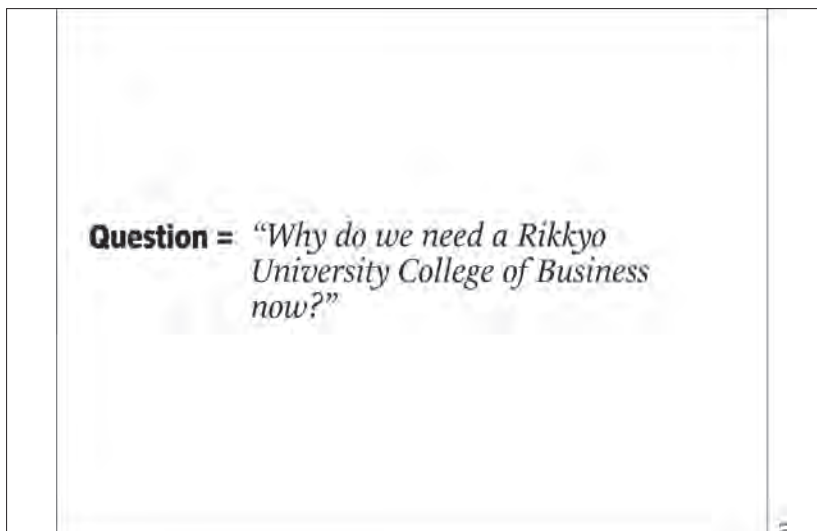 Question = “Why do we need a Rikkyo
University College of Business
now?”